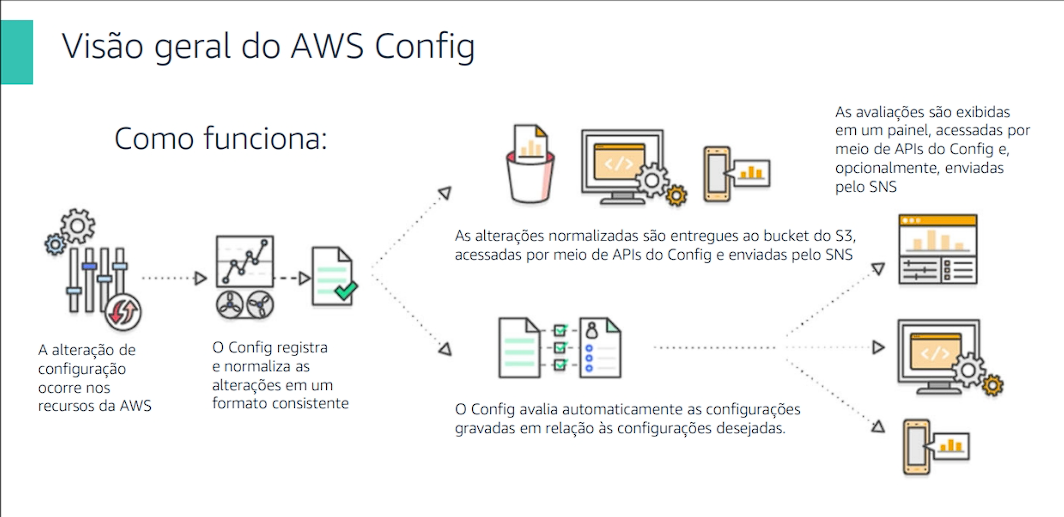 Visão geral do AWS Config
Como funciona:
A alteração de
configuração
ocorre nos
recursos da AWS
O Config registra
e normaliza as
alterações em um
formato consistente
As alterações normalizadas são entregues ao bucket do S3,
acessadas por meio de APIs do Config e enviadas pelo SNS
O Config avalia automaticamente as configurações
gravadas em relação às configurações desejadas.
As avaliações são exibidas
em um painel, acessadas por
meio de APIs do Config e,
opcionalmente, enviadas
pelo SNS